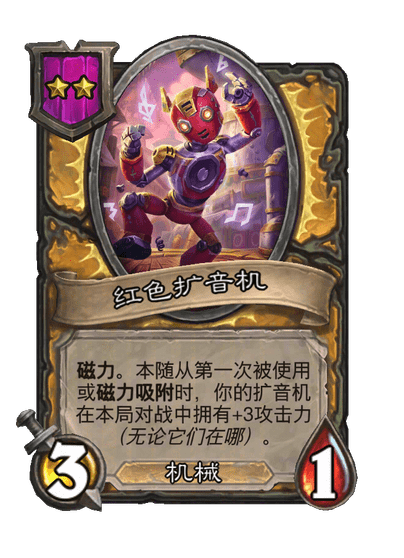 红色扩音机
磁力。本随从第一次被使用
或磁力吸附时，你的扩音机
在本局对战中拥有+3攻击力
（无论它们在哪）。
3
机械
1